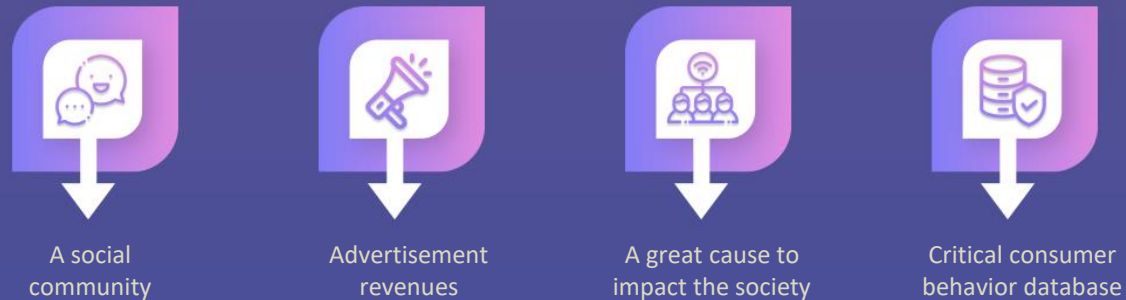 A social
community
Advertisement
revenues
A great cause to
impact the society
Critical consumer
behavior database